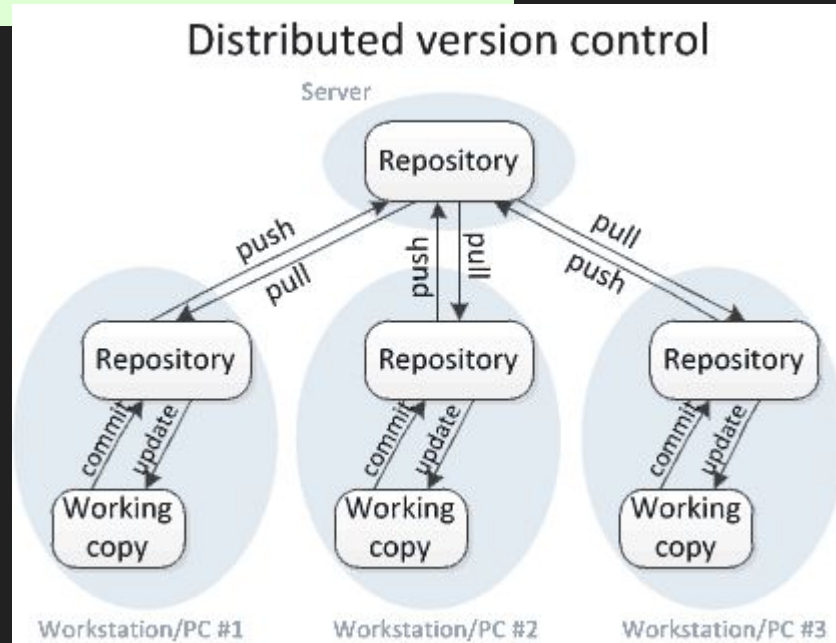 Distributed version control
Server
Repository
push
pull
push
pull
pull
push
Repository
Repository
Repository
commit
update
commit
update
commit
update
Working
copy
Working
copy
Working
copy
Workstation/PC #1
Workstation/PC #2
Workstation/PC #3